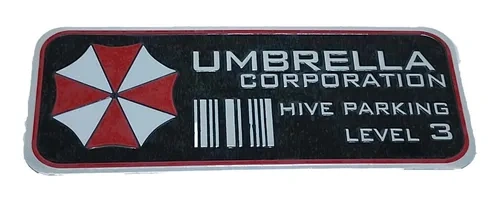 UMBRELLA
CORPORATION
HIVE PARKING
LEVEL 3